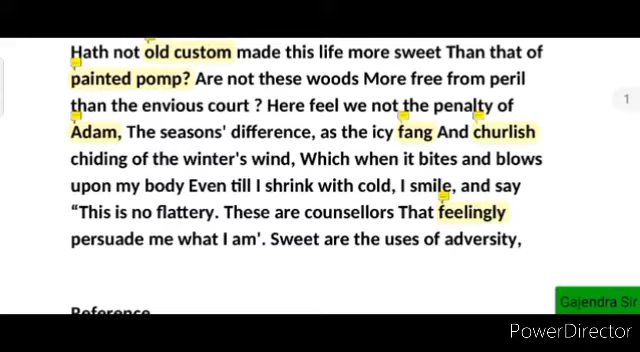 Hath not old custom made this life more sweet Than that of
painted pomp? Are not these woods More free from peril
than the envious court ? Here feel we not the penalty of
Adam, The seasons' difference, as the icy fang And churlish
chiding of the winter's wind, Which when it bites and blows
upon my body Even till I shrink with cold, I smile, and say
“This is no flattery. These are counsellors That feelingly
persuade me what I am'. Sweet are the uses of adversity,
1
Reference
Gajendra Sir
PowerDirector